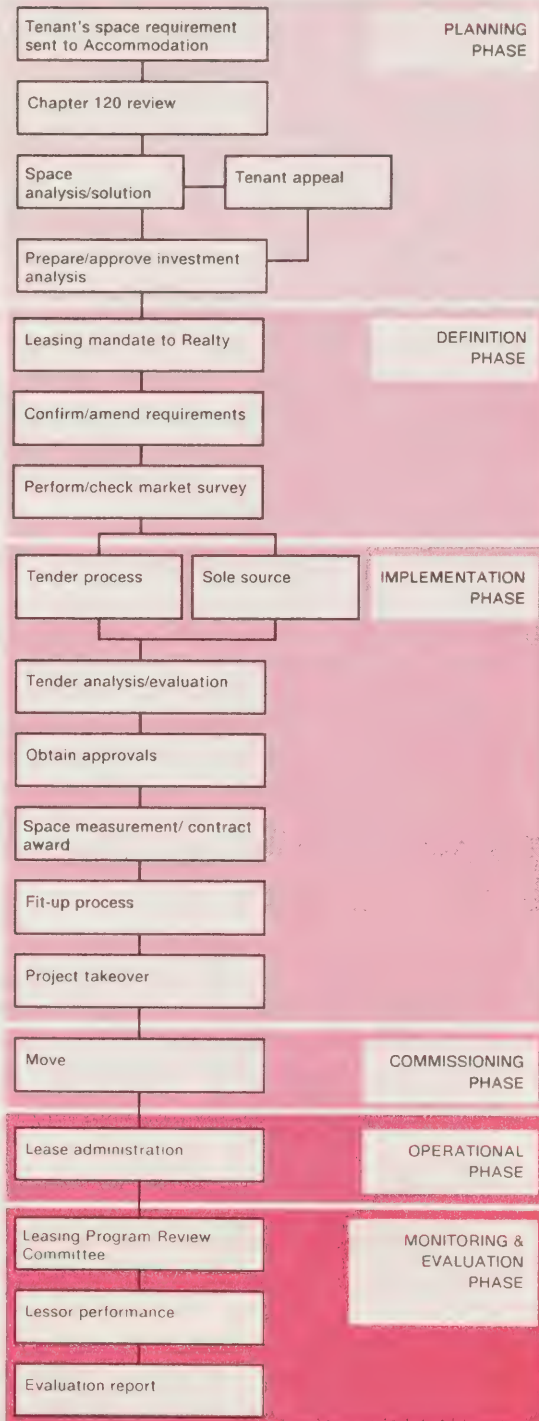 Tenant's space requirement
sent to Accommodation
PLANNING
PHASE
Chapter 120 review
Space
analysis/solution
Tenant appeal
Prepare/approve investment
analysis
Leasing mandate to Realty
DEFINITION
PHASE
Confirm/amend requirements
Perform/check market survey
Tender process
Sole source
IMPLEMENTATION
PHASE
Tender analysis/evaluation
Obtain approvals
Space measurement/ contract
award
Fit-up process
Project takeover
Move
COMMISSIONING
PHASE
Lease administration
OPERATIONAL
PHASE
Leasing Program Review
Committee
MONITORING &
EVALUATION
PHASE
Lessor performance
Evaluation report